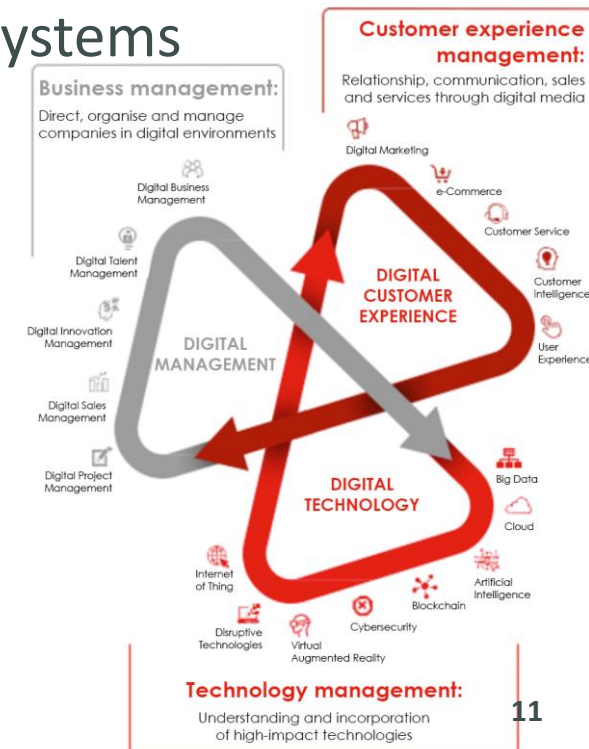 ystems
Customer experience
management:
Relationship, communication, sales
and services through digital media
Business management:
Direct, organise and manage
companies in digital environments
Digital Marketing
e-Commerce
Customer Service
Customer
Intelligence
User
Experience
Digital Business
Management
Digital Talent
Management
Digital Innovation
Management
Digital Sales
Management
Digital Project
Management
DIGITAL
CUSTOMER
EXPERIENCE
DIGITAL
MANAGEMENT
DIGITAL
TECHNOLOGY
Big Data
Cloud
Artificial
Intelligence
Blockchain
Cybersecurity
Virtual
Augmented Reality
Disruptive
Technologies
Internet
of Thing
Technology management:
Understanding and incorporation
of high-impact technologies
11